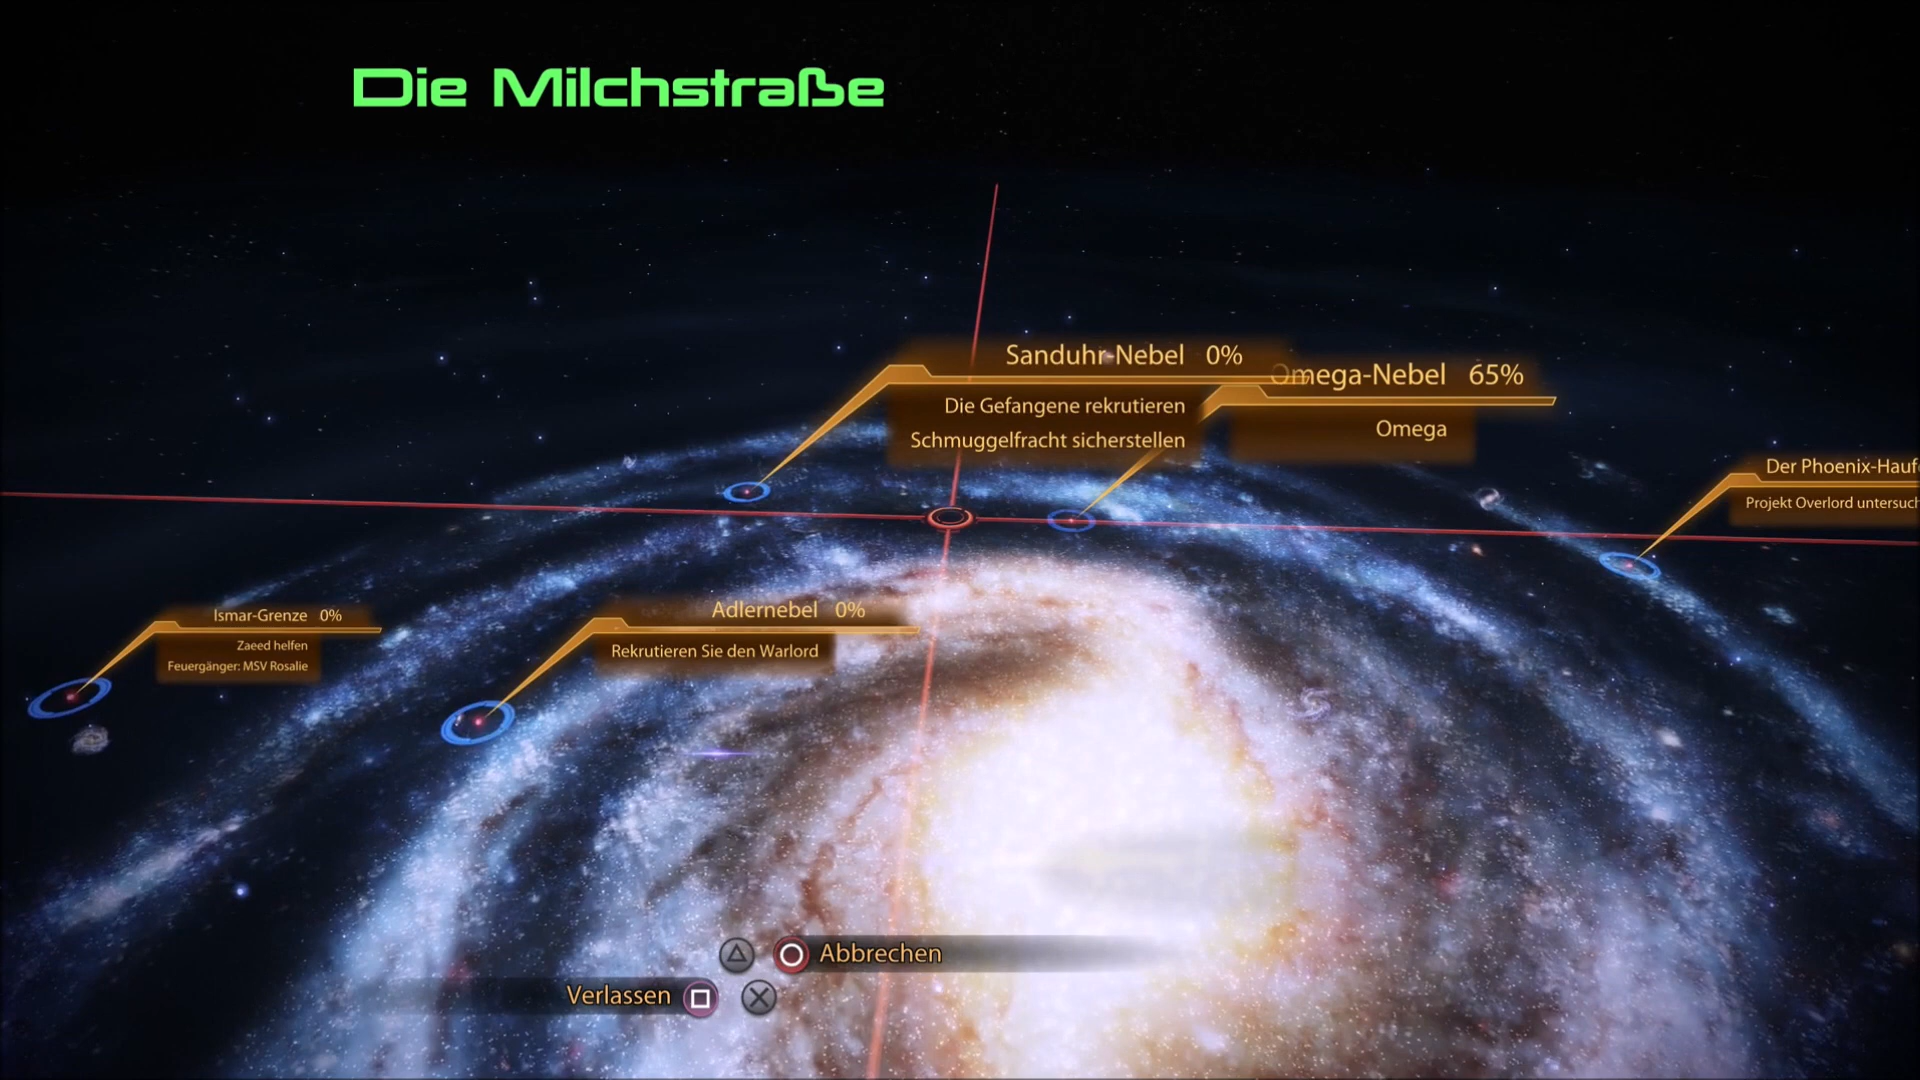 Die Milchstraße
Sanduhr-Nebel 0%
Die Gefangene rekrutieren
Schmuggelfracht sicherstellen
Omega-Nebel 65%
Omega
Der Phoenix-Hauf
Projekt Overlord untersuch
Ismar-Grenze 0%
Zaeed helfen
Feuergänger: MSV Rosalie
Adlernebel 0%
Rekrutieren Sie den Warlord
Abbrechen
Verlassen